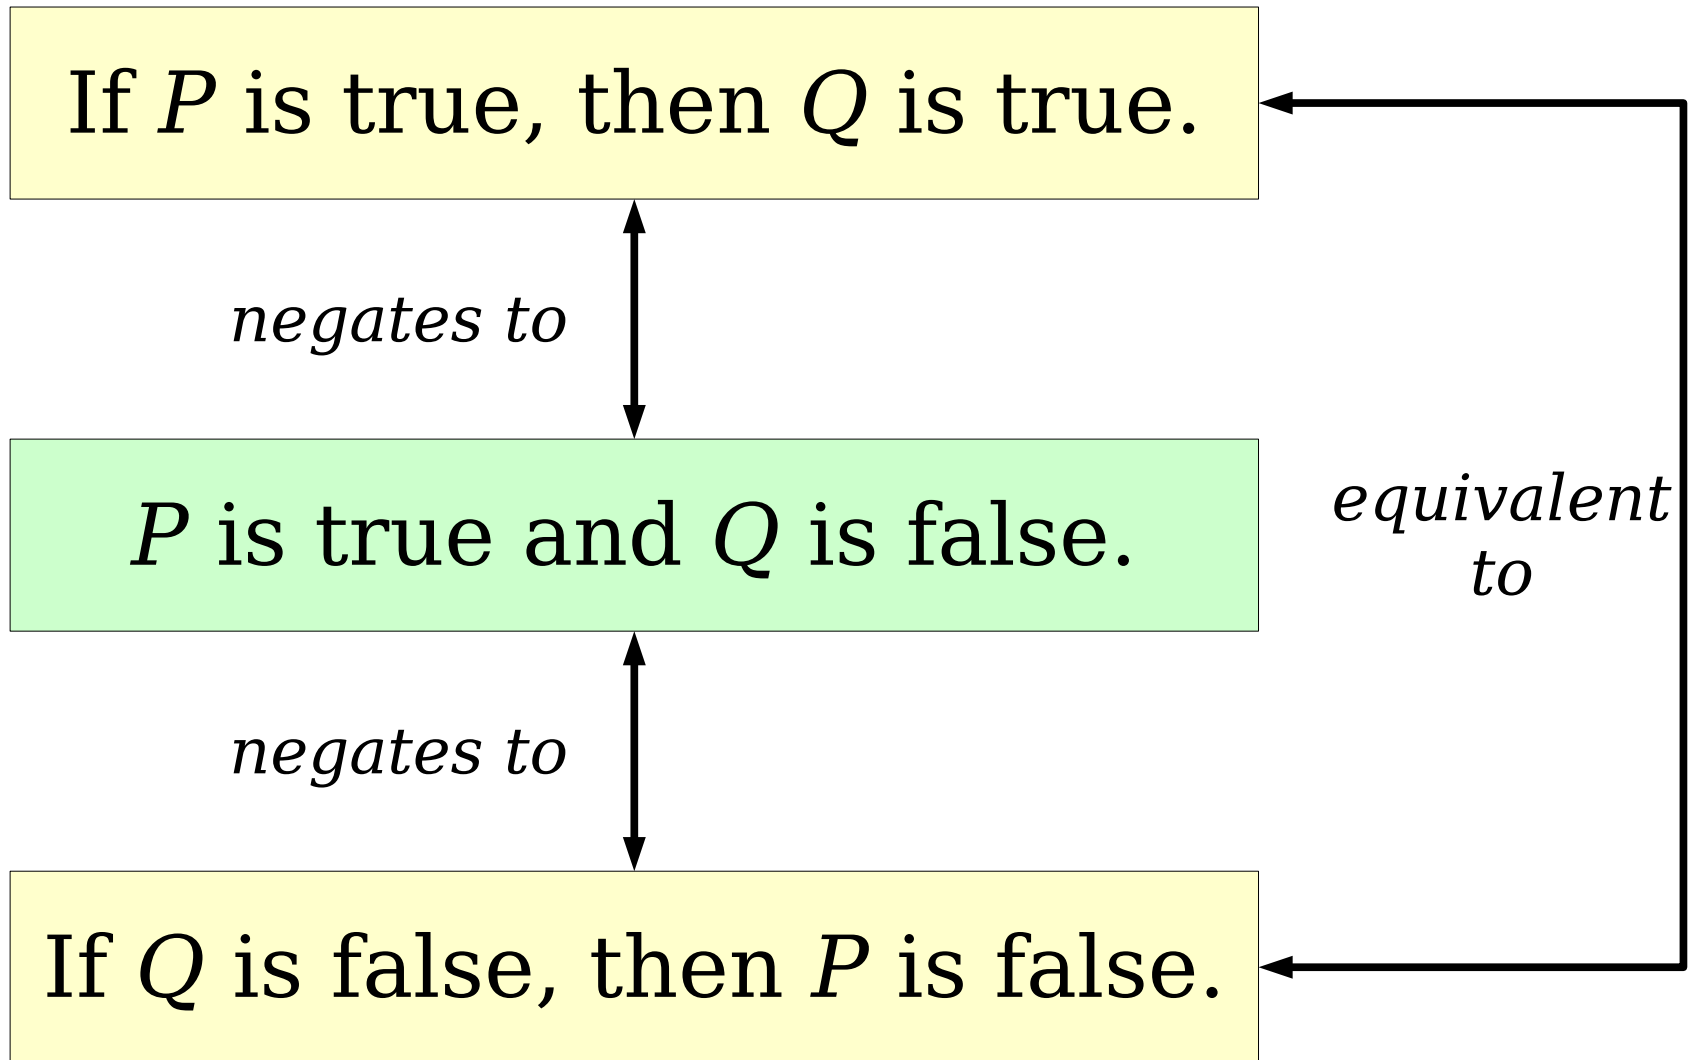 If P is true, then Q is true.
negates to
P is true and Q is false.
equivalent
to
negates to
If Q is false, then P is false.